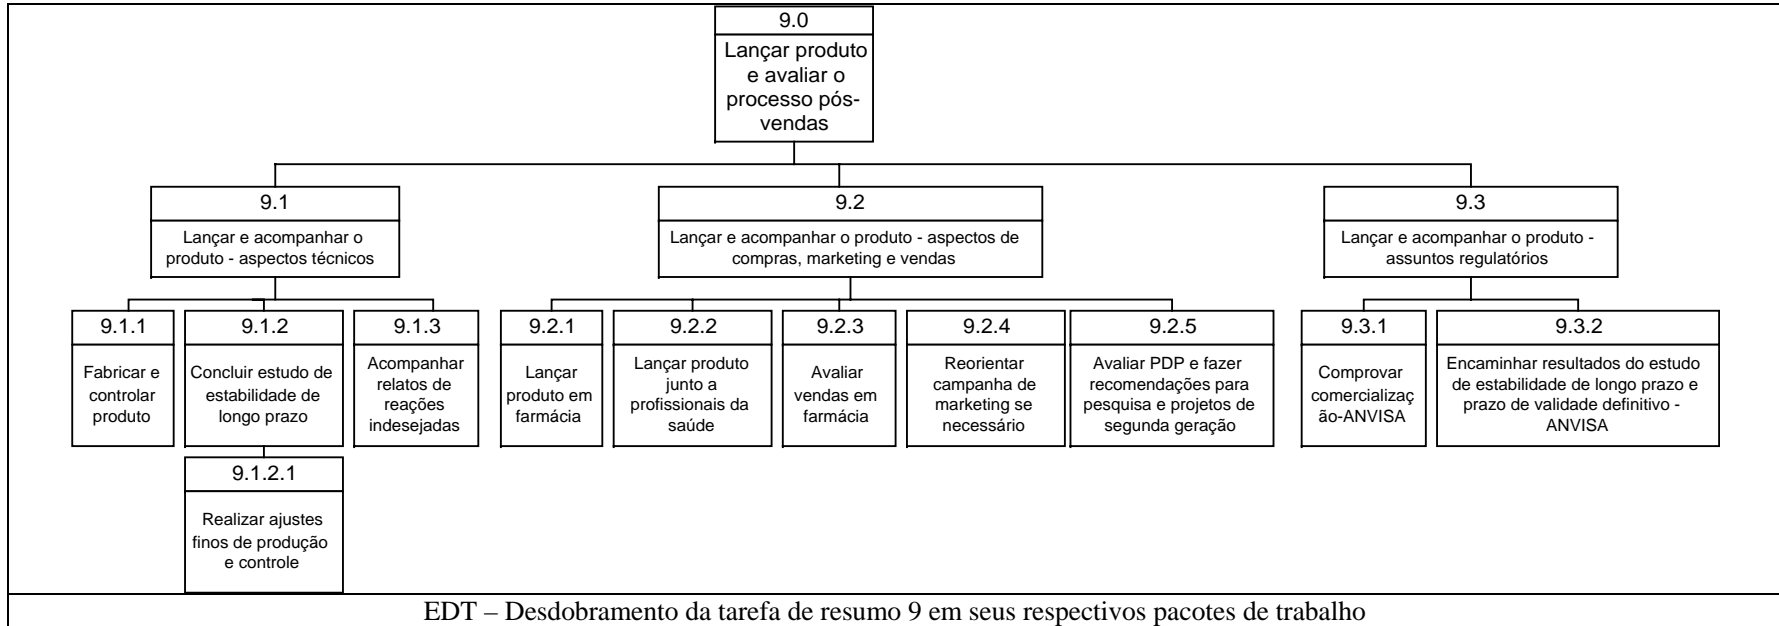 9.0
Lançar produto
e avaliar o
processo pós-
vendas
9.1
Lançar e acompanhar o
produto - aspectos técnicos
9.2
Lançar e acompanhar o produto - aspectos de
compras, marketing e vendas
9.3
Lançar e acompanhar o produto -
assuntos regulatórios
9.1.1
Fabricar e
controlar
produto
9.1.2
Concluir estudo de
estabilidade de
longo prazo
9.1.3
Acompanhar
relatos de
reações
indesejadas
9.2.1
Lançar
produto em
farmácia
9.2.2
Lançar produto
junto a
profissionais da
saúde
9.2.3
Avaliar
vendas em
farmácia
9.2.4
Reorientar
campanha de
marketing se
necessário
9.2.5
Avaliar PDP e fazer
recomendações para
pesquisa e projetos de
segunda geração
9.3.1
Comprovar
comercializaç
ão-ANVISA
9.3.2
Encaminhar resultados do estudo
de estabilidade de longo prazo e
prazo de validade definitivo -
ANVISA
9.1.2.1
Realizar ajustes
finos de produção
e controle
EDT – Desdobramento da tarefa de resumo 9 em seus respectivos pacotes de trabalho